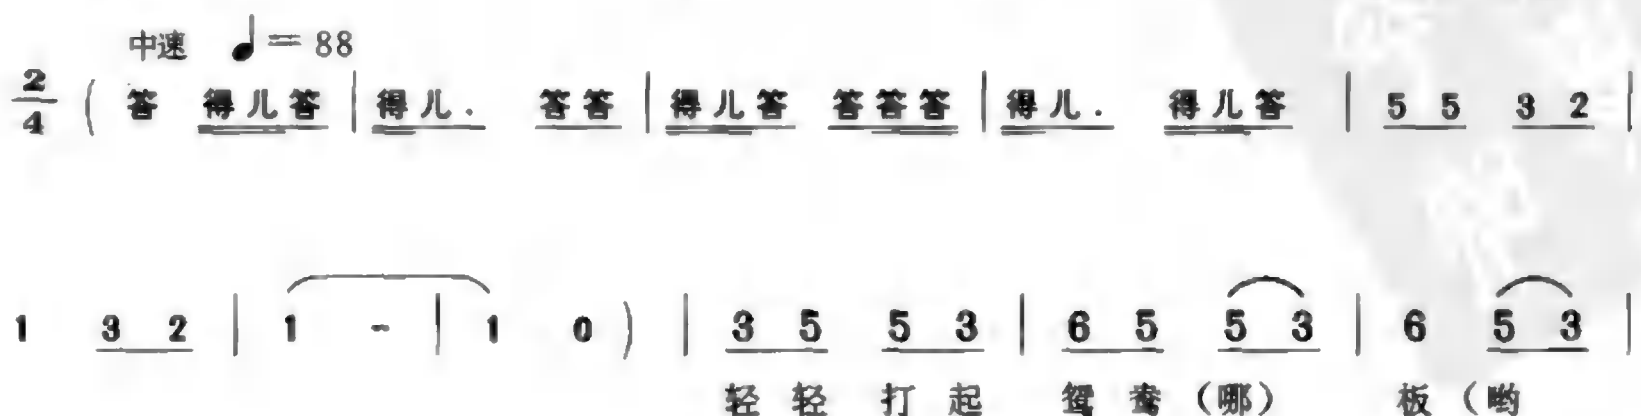 中速 ♩= 88
2/4 ( 答 得儿答 | 得儿. 答答 | 得儿答 答答答 | 得儿. 得儿答 | 5 5 3 2 |
1 3 2 | 1 - | 1 0 ) | 3 5 5 3 | 6 5 5 3 | 6 5 3 |
轻 轻 打 起 鸳 鸯 (哪) 板 (哟